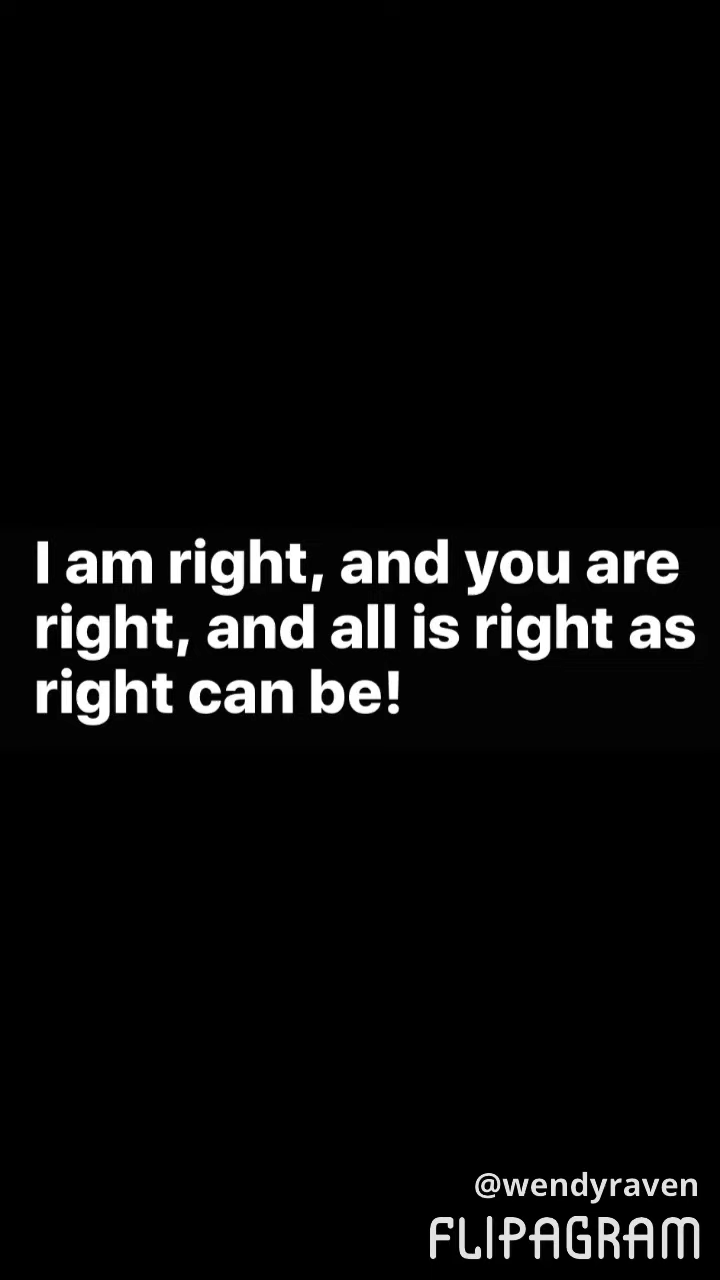 I am right, and you are
right, and all is right as
right can be!
@wendyraven
FLIPAGRAM